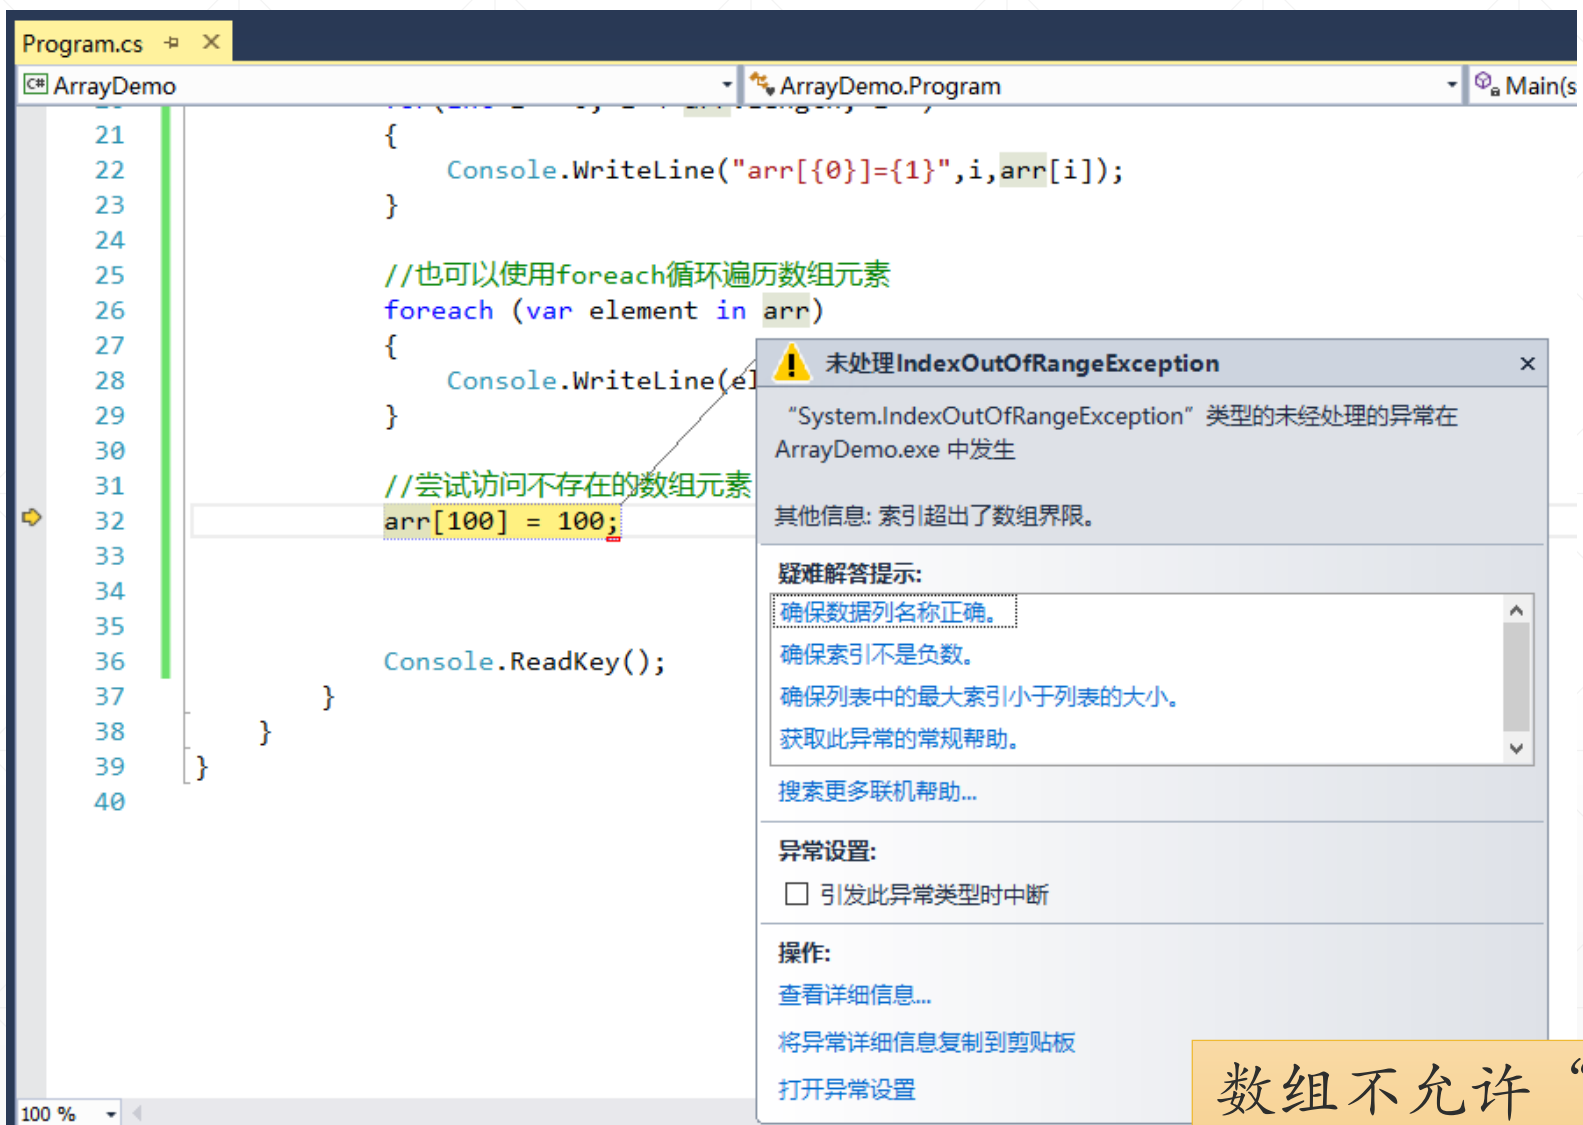 Program.cs
ArrayDemo
ArrayDemo.Program
Main(s
21 {
22 Console.WriteLine("arr[{0}]={1}",i,arr[i]);
23 }
24
25 //也可以使用foreach循环遍历数组元素
26 foreach (var element in arr)
27 {
28 Console.WriteLine(el
29 }
30
31 //尝试访问不存在的数组元素
32 arr[100] = 100;
33
34
35
36 Console.ReadKey();
37 }
38 }
39 }
40
100 %
未处理IndexOutOfRangeException
“System.IndexOutOfRangeException”类型的未经处理的异常在
ArrayDemo.exe 中发生
其他信息: 索引超出了数组界限。
疑难解答提示:
确保数据列名称正确。
确保索引不是负数。
确保列表中的最大索引小于列表的大小。
获取此异常的常规帮助。
搜索更多联机帮助...
异常设置:
引发此异常类型时中断
操作:
查看详细信息...
将异常详细信息复制到剪贴板
打开异常设置
数组不允许“